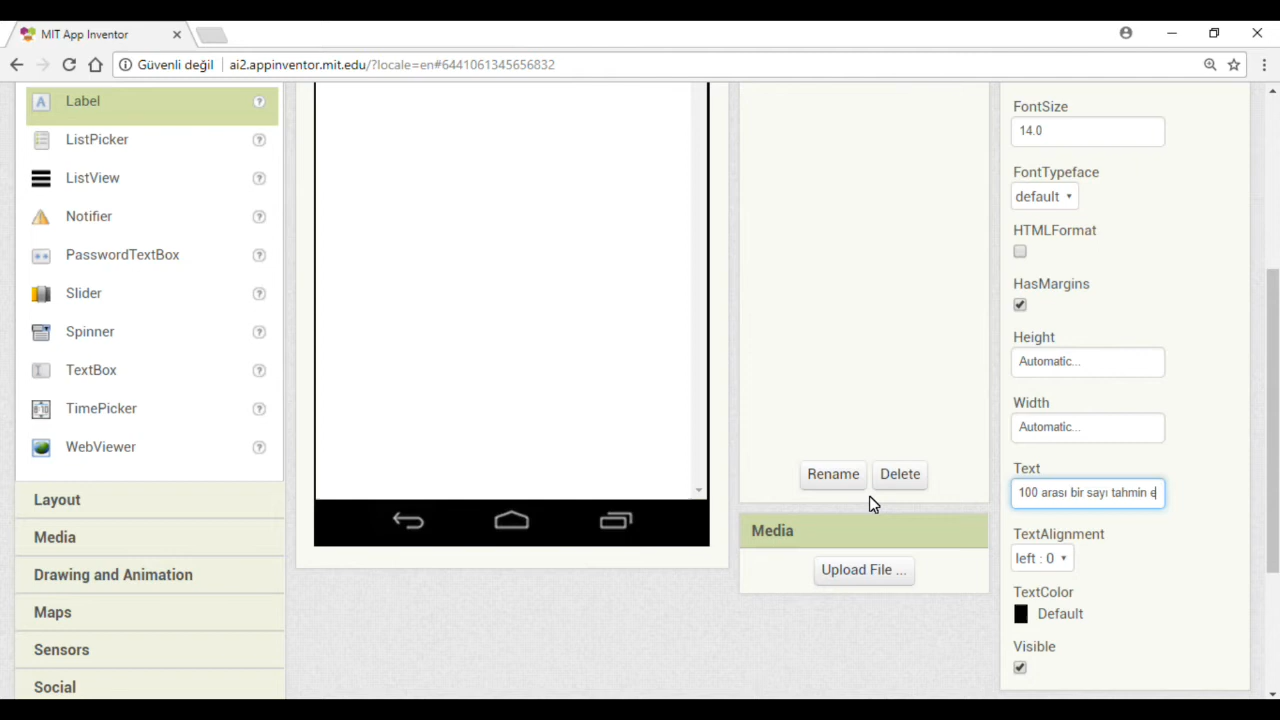 MIT App Inventor
Güvenli değil
ai2.appinventor.mit.edu/?locale=en#6441061345656832
Label
ListPicker
ListView
Notifier
PasswordTextBox
Slider
Spinner
TextBox
TimePicker
WebViewer
Layout
Media
Drawing and Animation
Maps
Sensors
Social
Rename
Delete
Media
Upload File ...
FontSize
14.0
FontTypeface
default
HTMLFormat
HasMargins
Height
Automatic...
Width
Automatic...
Text
100 arası bir sayı tahmin e
TextAlignment
left : 0
TextColor
Default
Visible